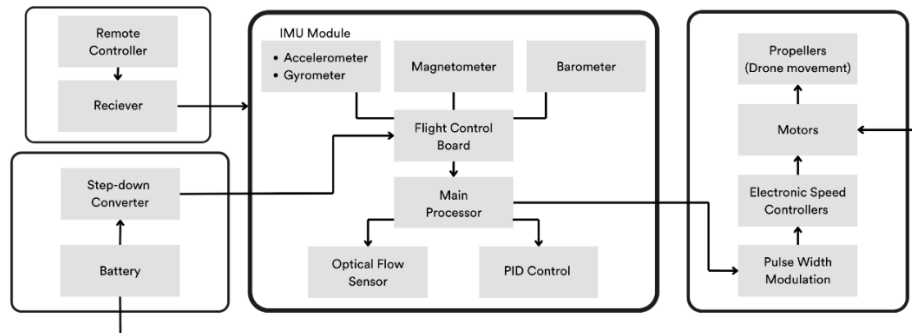 Remote
Controller
Reciever
Step-down
Converter
Battery
IMU Module
• Accelerometer
• Gyrometer
Magnetometer
Barometer
Flight Control
Board
Main
Processor
Optical Flow
Sensor
PID Control
Propellers
(Drone movement)
Motors
Electronic Speed
Controllers
Pulse Width
Modulation